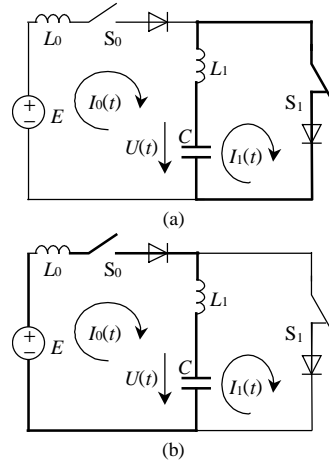 L0 S0
L1
E I0(t) S1
U(t) C I1(t)
(a)
L0 S0
L1
E I0(t) S1
U(t) C I1(t)
(b)